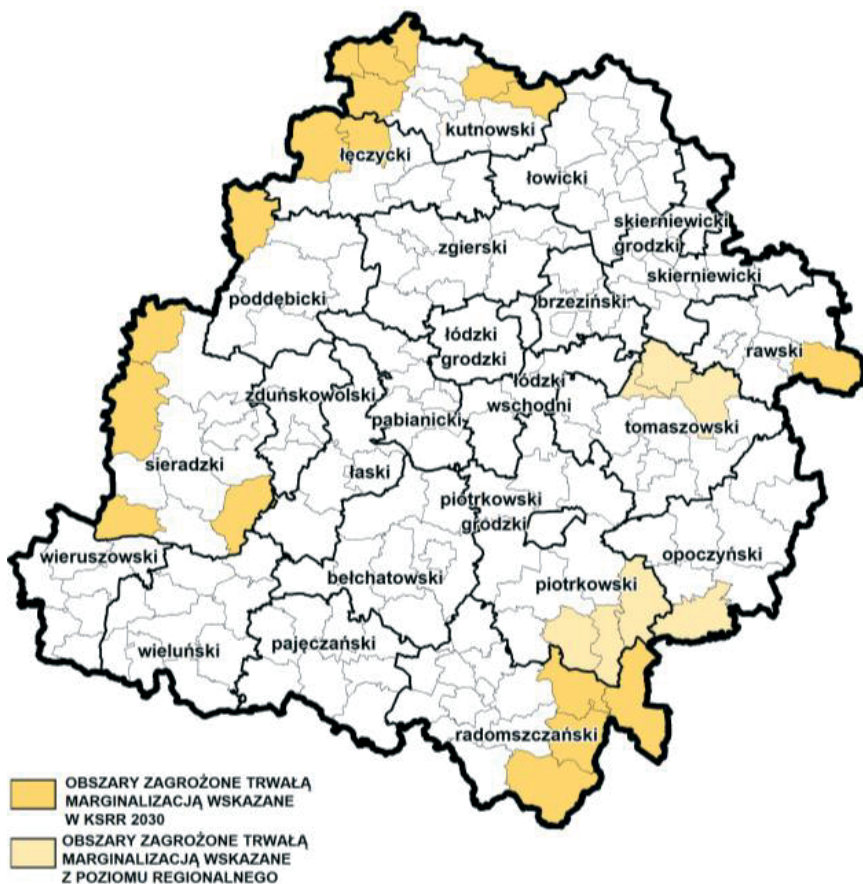 kutnowski
łęczycki
łowicki
skierniewicki
grodzki
zgierski
skierniewicki
poddębicki
brzeziński
łódzki
grodzki
rawski
łódzki
wschodni
zduńskowolski
pabianicki
tomaszowski
sieradzki
łaski
piotrkowski
grodzki
wieruszowski
opoczyński
bełchatowski
piotrkowski
wieluński
pajęczański
radomszczański
OBSZARY ZAGROŻONE TRWAŁĄ
MARGINALIZACJĄ WSKAZANE
W KSRR 2030
OBSZARY ZAGROŻONE TRWAŁĄ
MARGINALIZACJĄ WSKAZANE
Z POZIOMU REGIONALNEGO